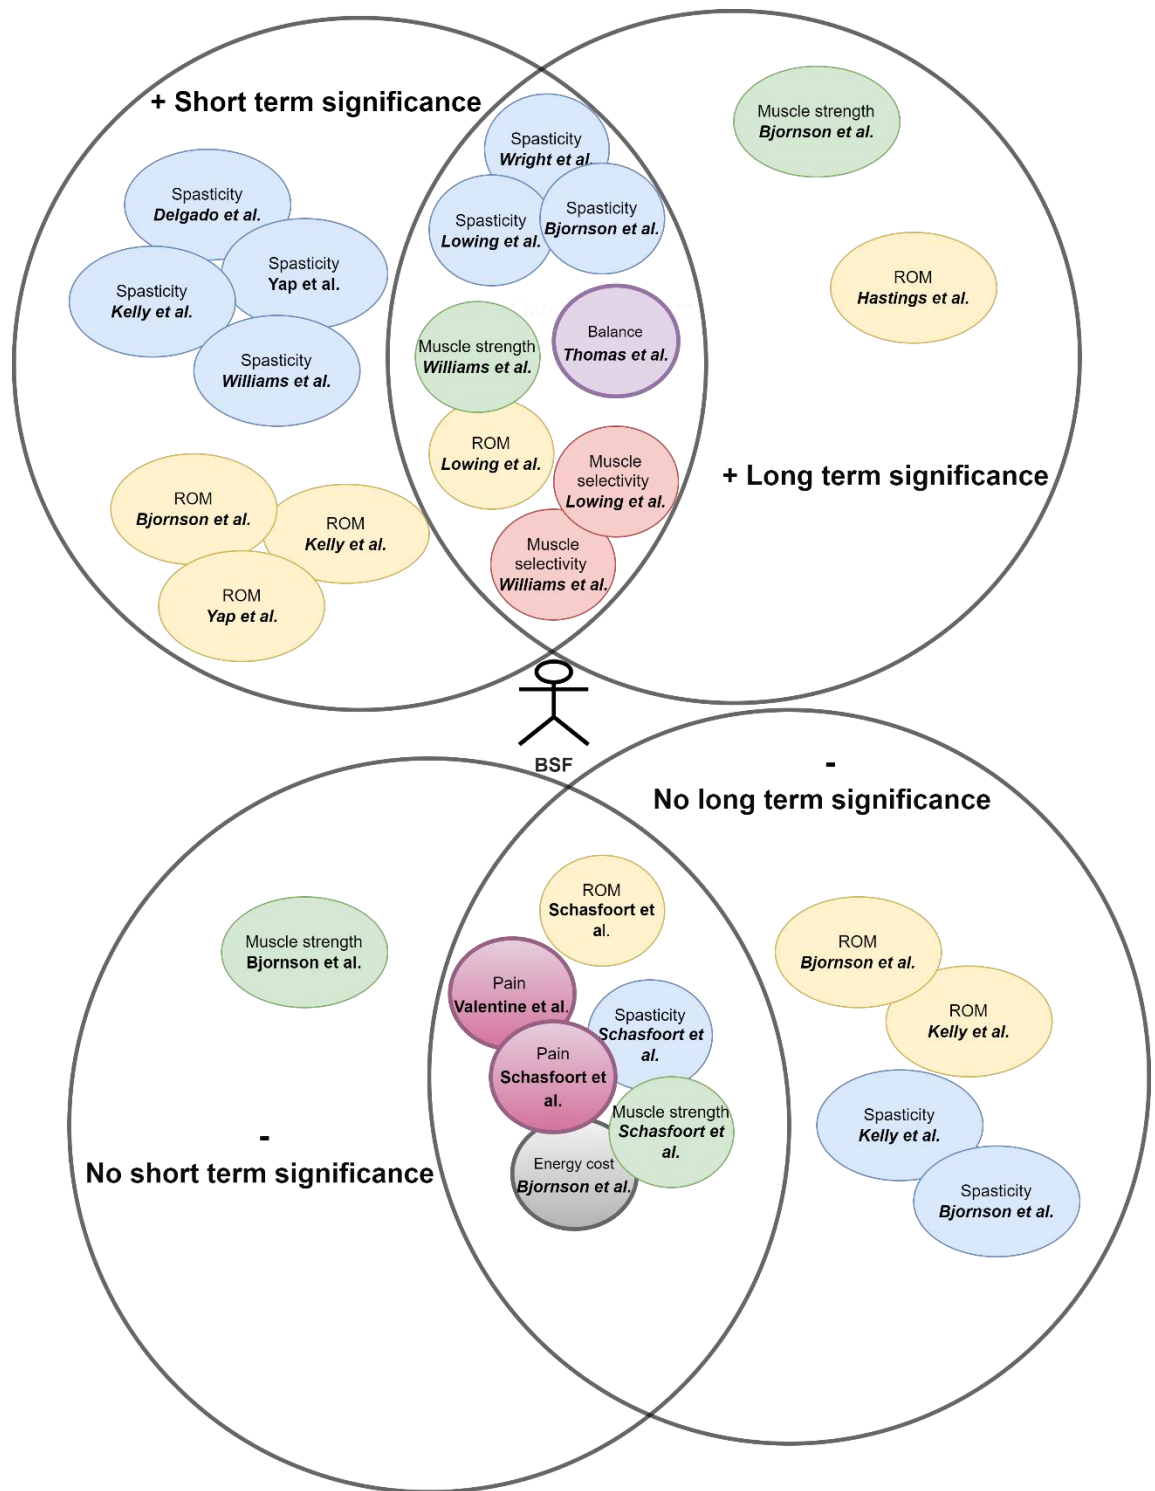 + Short term significance
Spasticity
Delgado et al.
Spasticity
Yap et al.
Spasticity
Kelly et al.
Spasticity
Williams et al.
ROM
Bjornson et al.
ROM
Kelly et al.
ROM
Yap et al.
Spasticity
Wright et al.
Spasticity
Lowing et al.
Spasticity
Bjornson et al.
Muscle strength
Williams et al.
Balance
Thomas et al.
ROM
Lowing et al.
Muscle
selectivity
Lowing et al.
Muscle
selectivity
Williams et al.
Muscle strength
Bjornson et al.
ROM
Hastings et al.
+ Long term significance
BSF
-
No long term significance
Muscle strength
Bjornson et al.
-
No short term significance
ROM
Schasfoort et
al.
Pain
Valentine et al.
Spasticity
Schasfoort et
al.
Pain
Schasfoort et
al.
Muscle strength
Schasfoort et
al.
Energy cost
Bjornson et al.
ROM
Bjornson et al.
ROM
Kelly et al.
Spasticity
Kelly et al.
Spasticity
Bjornson et al.